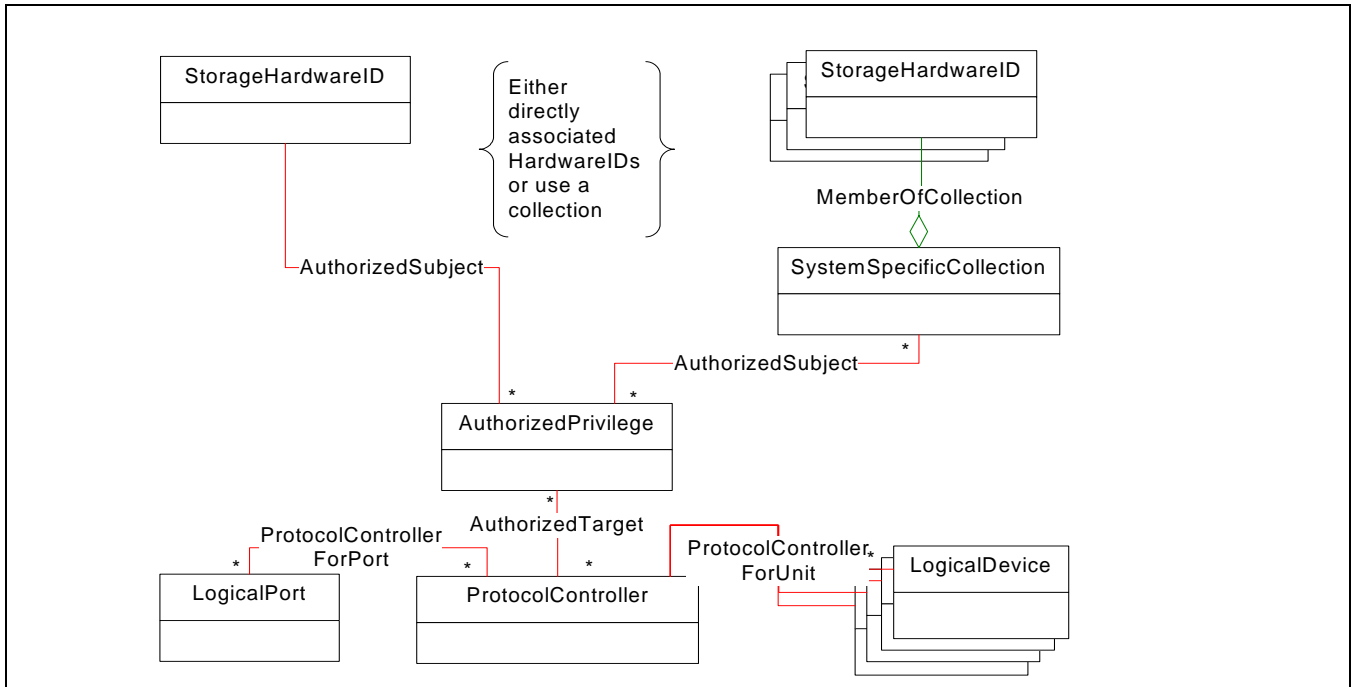 StorageHardwareID
Either
directly
associated
HardwareIDs
or use a
collection
S
StorageHardwareID
MemberOfCollection
SystemSpecificCollection
*
AuthorizedSubject
AuthorizedSubject
*
*
AuthorizedPrivilege
*
AuthorizedTarget
*
ProtocolController
ForPort
*
*
LogicalPort
ProtocolController
ProtocolController
ForUnit
*
LogicalDevice